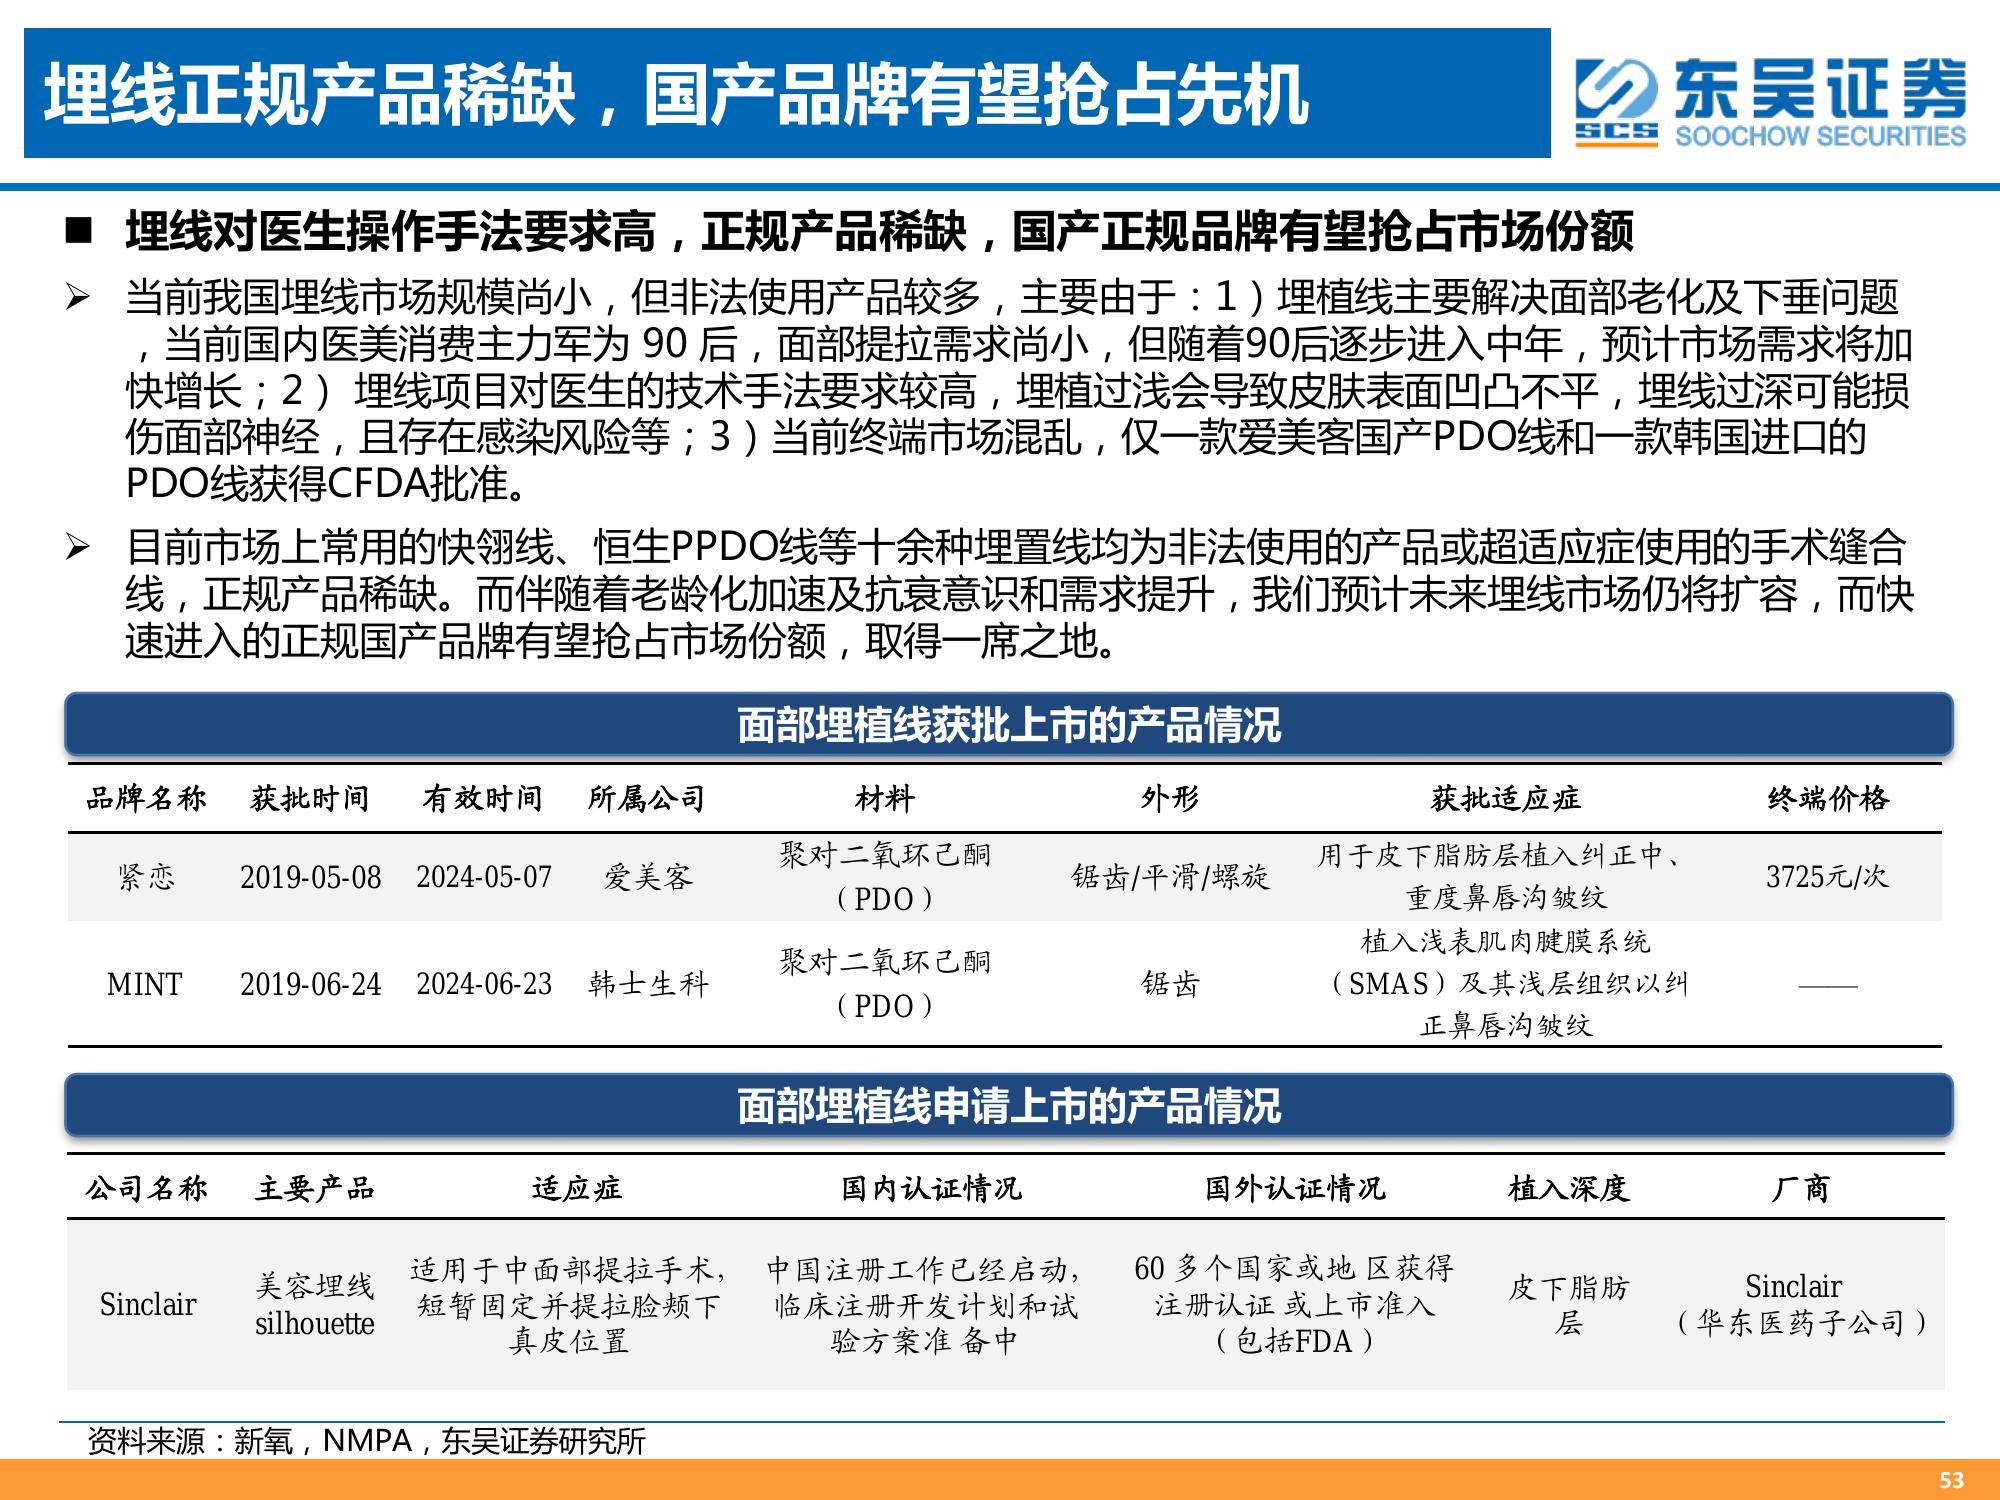 埋线正规产品稀缺，国产品牌有望抢占先机
东吴证券
SCS
SOOCHOW SECURITIES
■ 埋线对医生操作手法要求高，正规产品稀缺，国产正规品牌有望抢占市场份额
➢ 当前我国埋线市场规模尚小，但非法使用产品较多，主要由于：1）埋植线主要解决面部老化及下垂问题
，当前国内医美消费主力军为 90 后，面部提拉需求尚小，但随着90后逐步进入中年，预计市场需求将加
快增长；2） 埋线项目对医生的技术手法要求较高，埋植过浅会导致皮肤表面凹凸不平，埋线过深可能损
伤面部神经，且存在感染风险等；3）当前终端市场混乱，仅一款爱美客国产PDO线和一款韩国进口的
PDO线获得CFDA批准。
➢ 目前市场上常用的快翎线、恒生PPDO线等十余种埋置线均为非法使用的产品或超适应症使用的手术缝合
线，正规产品稀缺。而伴随着老龄化加速及抗衰意识和需求提升，我们预计未来埋线市场仍将扩容，而快
速进入的正规国产品牌有望抢占市场份额，取得一席之地。
面部埋植线获批上市的产品情况
品牌名称 获批时间 有效时间 所属公司 材料 外形 获批适应症 终端价格
紧恋 2019-05-08 2024-05-07 爱美客 聚对二氧环己酮（PDO） 锯齿/平滑/螺旋 用于皮下脂肪层植入纠正中、重度鼻唇沟皱纹 3725元/次
MINT 2019-06-24 2024-06-23 韩士生科 聚对二氧环己酮（PDO） 锯齿 植入浅表肌肉腱膜系统（SMAS）及其浅层组织以纠正鼻唇沟皱纹 ——
面部埋植线申请上市的产品情况
公司名称 主要产品 适应症 国内认证情况 国外认证情况 植入深度 厂商
Sinclair 美容埋线silhouette 适用于中面部提拉手术，短暂固定并提拉脸颊下真皮位置 中国注册工作已经启动，临床注册开发计划和试验方案准 备中 60 多个国家或地 区获得注册认证 或上市准入（包括FDA） 皮下脂肪层 Sinclair（华东医药子公司）
资料来源：新氧，NMPA，东吴证券研究所
53